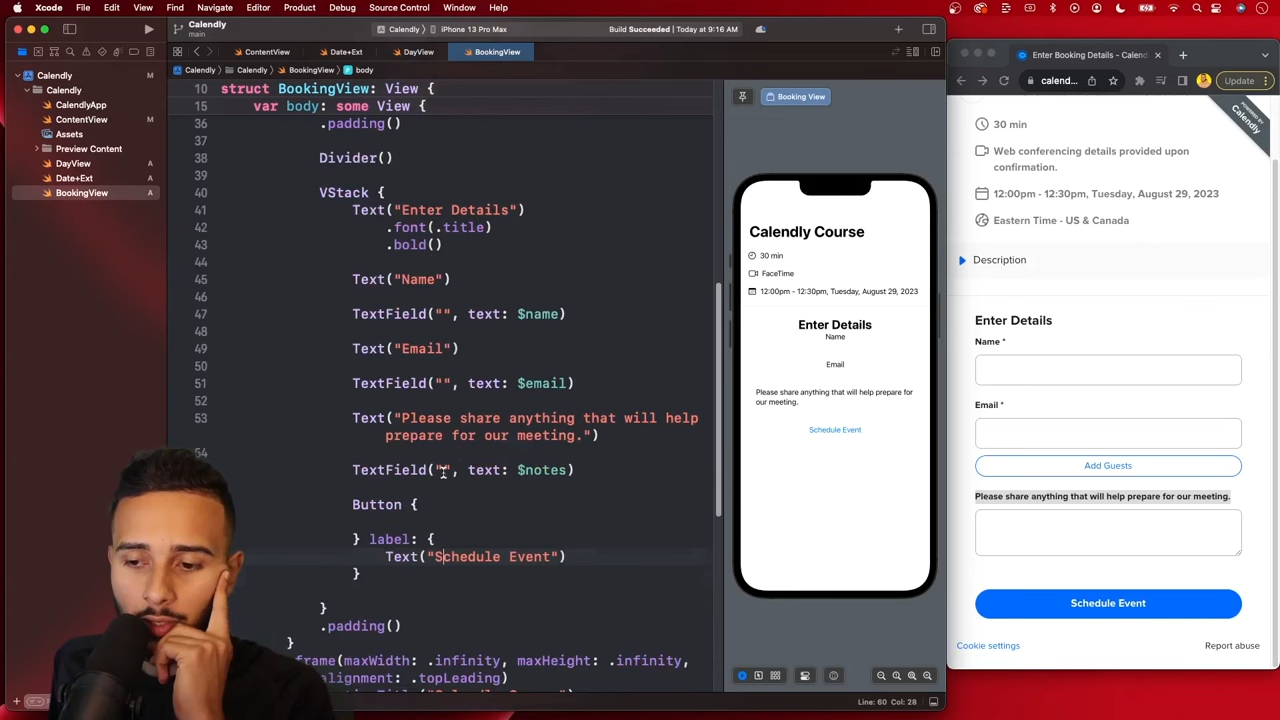 Xcode File Edit View Find Navigate Editor Product Debug Source Control Window Help
Calendly
main
Calendly
iPhone 13 Pro Max
Build Succeeded | Today at 9:16 AM
ContentView
Date+Ext
DayView
BookingView
Calendly
Calendly
BookingView
body
Calendly M
Calendly
CalendlyApp
ContentView M
Assets
Preview Content
DayView A
Date+Ext A
BookingView A
10 struct BookingView: View {
15 var body: some View {
36 .padding()
37
38 Divider()
39
40 VStack {
41 Text("Enter Details")
42 .font(.title)
43 .bold()
44
45 Text("Name")
46
47 TextField("", text: $name)
48
49 Text("Email")
50
51 TextField("", text: $email)
52
53 Text("Please share anything that will help
prepare for our meeting.")
54
TextField("", text: $notes)
Button {
} label: {
Text("Schedule Event")
}
}
.padding()
}
frame(maxWidth: .infinity, maxHeight: .infinity,
alignment: .topLeading)
Line: 60 Col: 28
Booking View
Calendly Course
30 min
FaceTime
12:00pm - 12:30pm, Tuesday, August 29, 2023
Enter Details
Name
Email
Please share anything that will help prepare for
our meeting.
Schedule Event
Enter Booking Details - Calend
calend...
Update
POWERED BY
Calendly
30 min
Web conferencing details provided upon
confirmation.
12:00pm - 12:30pm, Tuesday, August 29, 2023
Eastern Time - US & Canada
Description
Enter Details
Name *
Email *
Add Guests
Please share anything that will help prepare for our meeting.
Schedule Event
Cookie settings
Report abuse